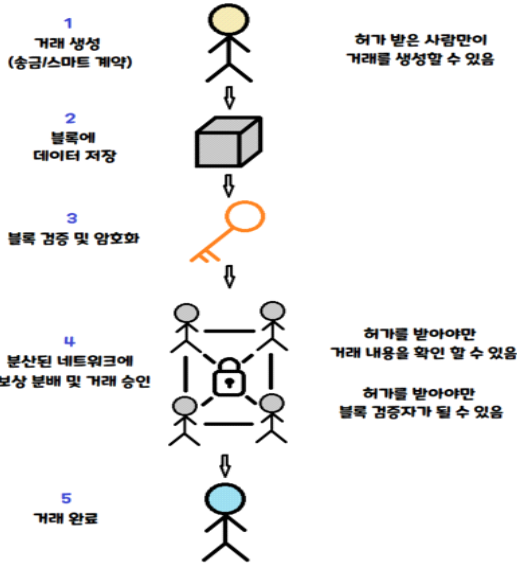 1
거래 생성
(송금/스마트 계약)
허가 받은 사람만이
거래를 생성할 수 있음
2
블록에
데이터 저장
3
블록 검증 및 암호화
4
분산된 네트워크에
보상 분배 및 거래 승인
허가를 받아야만
거래 내용을 확인 할 수 있음
허가를 받아야만
블록 검증자가 될 수 있음
5
거래 완료